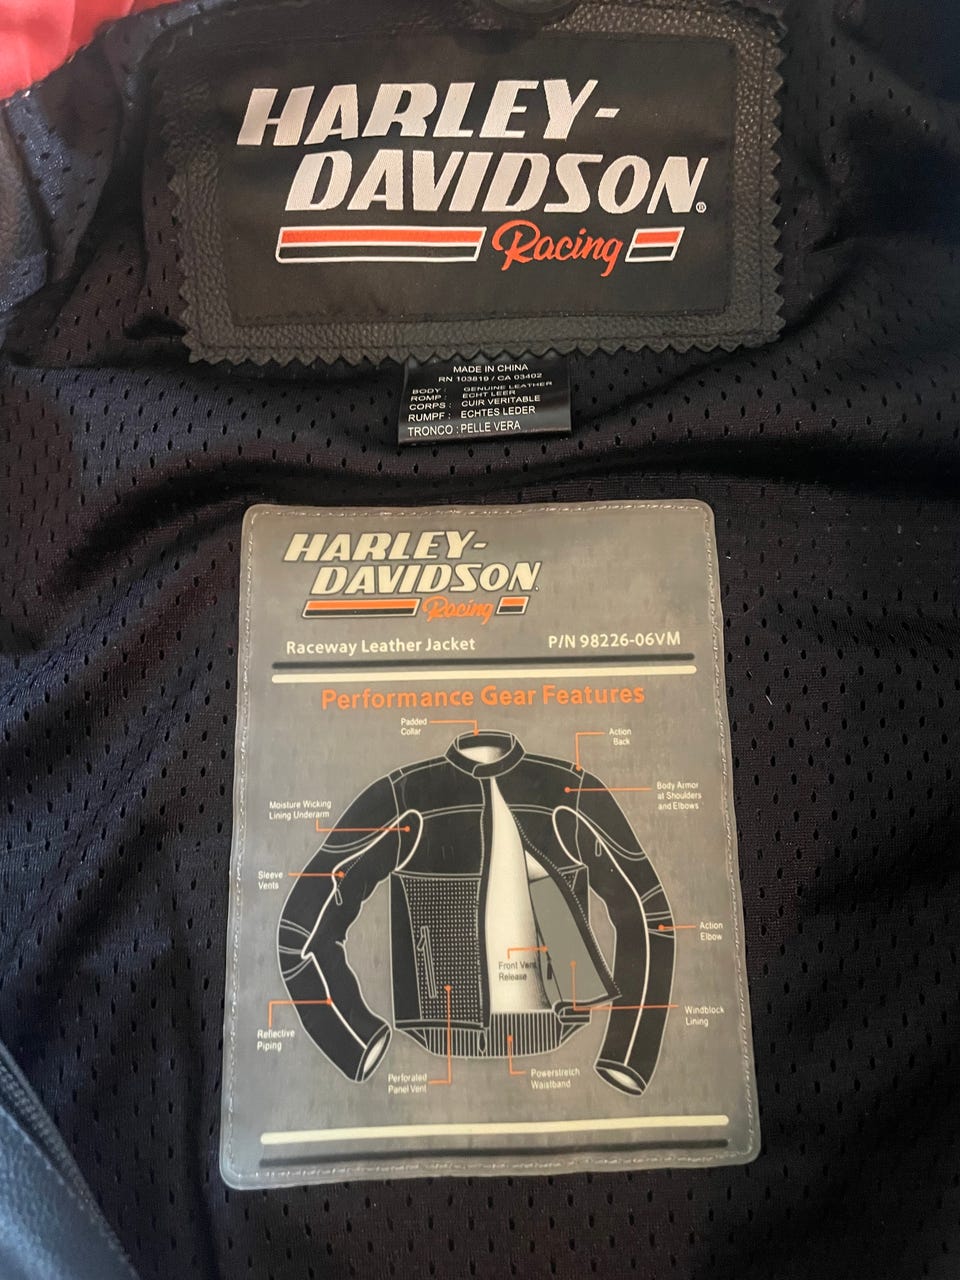 HARLEY-
DAVIDSON®
Racing
MADE IN CHINA
RN 103819 / CA 03402
BODY : GENUINE LEATHER
ROMP : ECHT LEER
CORPS : CUIR VERITABLE
RUMPF : ECHTES LEDER
TRONCO : PELLE VERA
HARLEY-
DAVIDSON
Racing
Raceway Leather Jacket P/N 98226-06VM
Performance Gear Features
Padded
Collar
Action
Back
Body Armor
at Shoulders
and Elbows
Moisture Wicking
Lining Underarm
Sleeve
Vents
Action
Elbow
Front Vent
Release
Windblock
Lining
Reflective
Piping
Perforated
Panel Vent
Powerstretch
Waistband